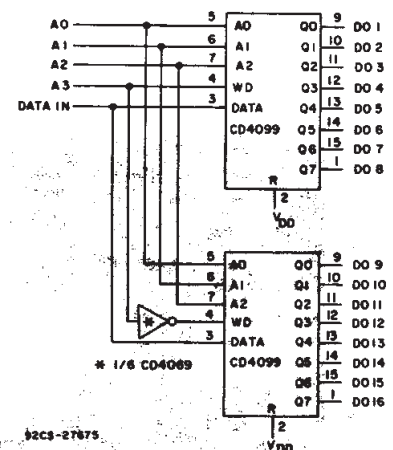 A0 5 A0 Q0 9 DO 1
A1 6 A1 Q1 10 DO 2
A2 7 A2 Q2 11 DO 3
A3 4 WD Q3 12 DO 4
DATA IN 3 DATA Q4 13 DO 5
CD4099 Q5 14 DO 6
Q6 15 DO 7
Q7 1 DO 8
R
2
VDD
5 A0 Q0 9 DO 9
6 A1 Q1 10 DO 10
7 A2 Q2 11 DO 11
* 4 WD Q3 12 DO 12
3 DATA Q4 13 DO 13
* 1/6 CD4069 CD4099 Q5 14 DO 14
Q6 15 DO 15
Q7 1 DO 16
R
2
92CS-27675
VDD